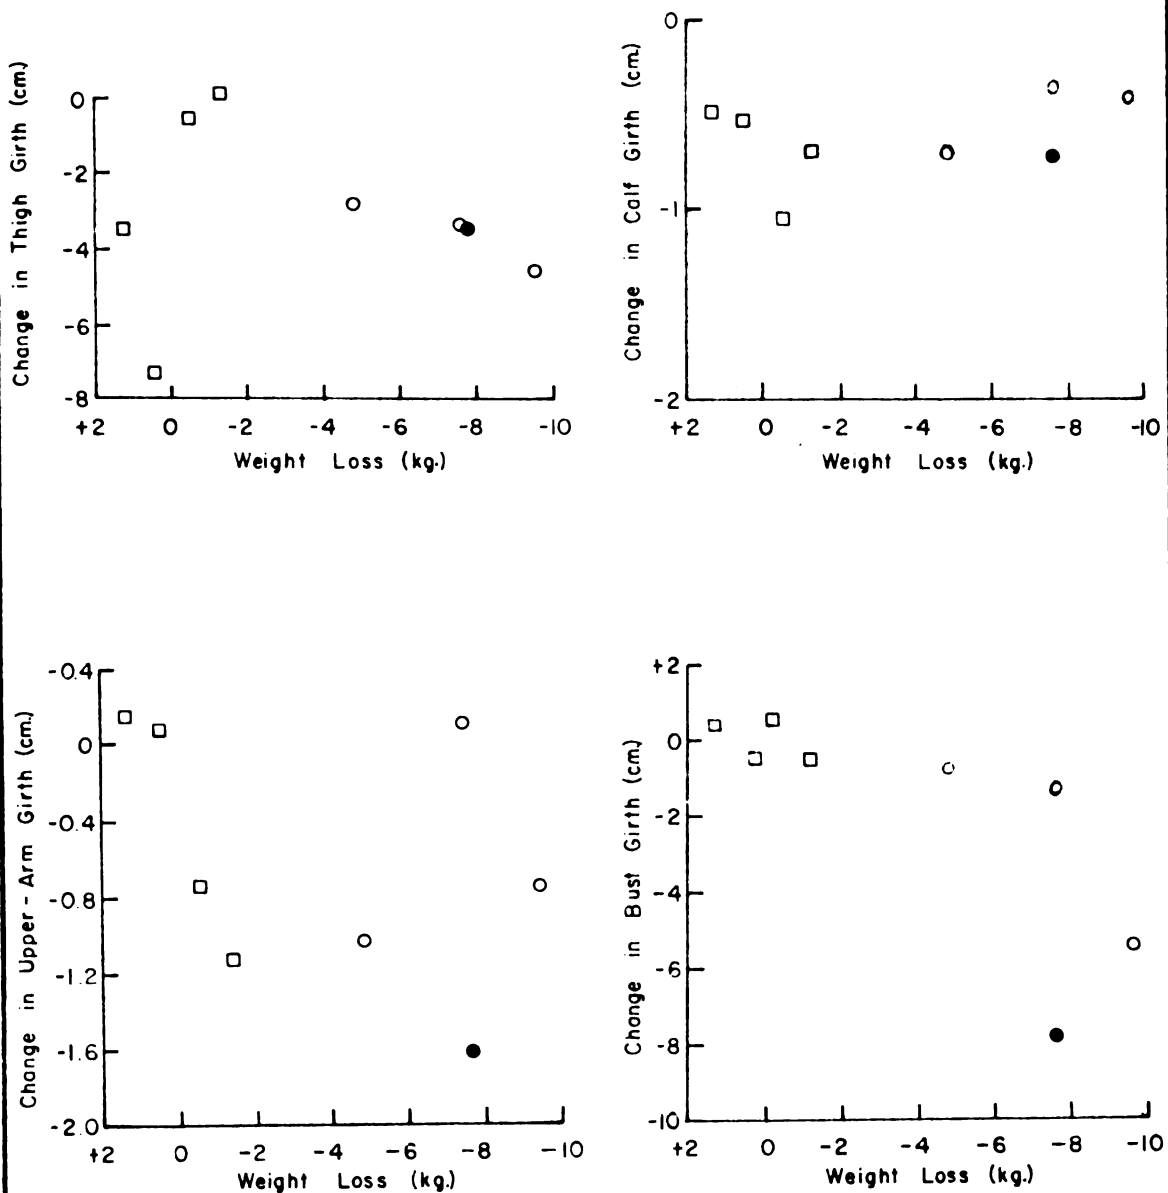 Change in Thigh Girth (cm.)
0
-2
-4
-6
-8
+2 0 -2 -4 -6 -8 -10
Weight Loss (kg.)
Change in Calf Girth (cm.)
0
-1
-2
+2 0 -2 -4 -6 -8 -10
Weight Loss (kg.)
Change in Upper-Arm Girth (cm.)
-0.4
0
-0.4
-0.8
-1.2
-1.6
-2.0
+2 0 -2 -4 -6 -8 -10
Weight Loss (kg.)
Change in Bust Girth (cm.)
+2
0
-2
-4
-6
-8
-10
+2 0 -2 -4 -6 -8 -10
Weight Loss (kg.)